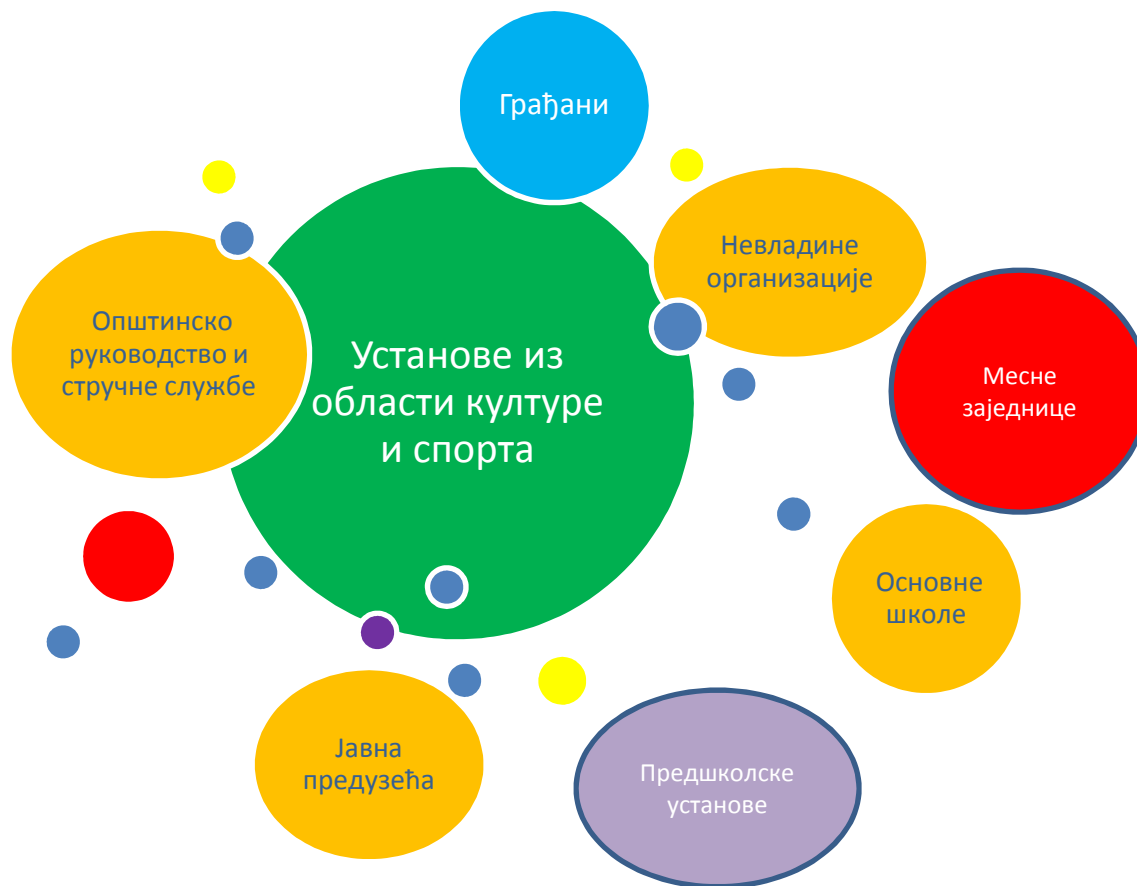 Грађани
Невладине
организације
Општинско
руководство и
стручне службе
Установе из
области културе
и спорта
Месне
заједнице
Основне
школе
Јавна
предузећа
Предшколске
установе